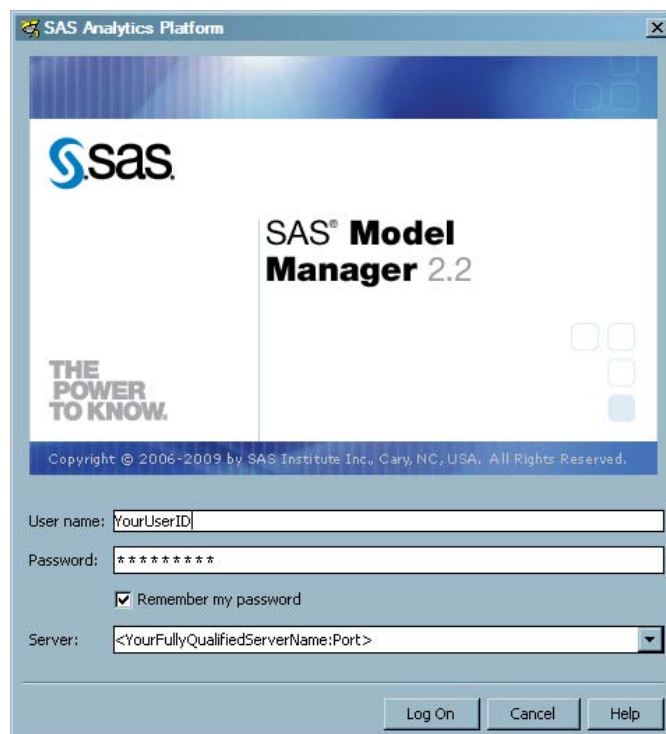 SAS Analytics Platform
sas
SAS® Model
Manager 2.2
THE
POWER
TO KNOW.
Copyright © 2006-2009 by SAS Institute Inc., Cary, NC, USA. All Rights Reserved.
User name: YourUserID
Password: *********
Remember my password
Server: <YourFullyQualifiedServerName:Port>
Log On Cancel Help